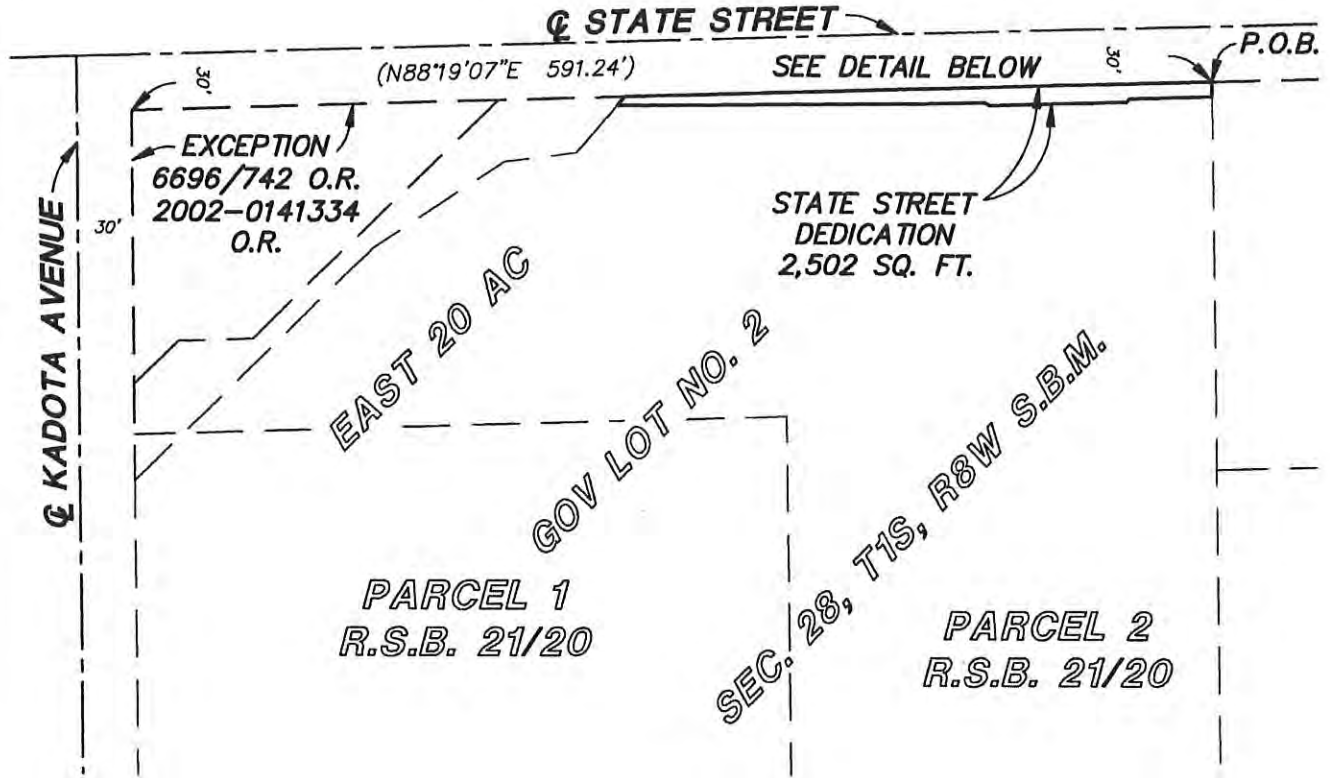 ℄ STATE STREET
P.O.B.
30'
(N88°19'07"E 591.24')
SEE DETAIL BELOW
30'
EXCEPTION
6696/742 O.R.
2002-0141334
O.R.
30'
℄ KADOTA AVENUE
STATE STREET
DEDICATION
2,502 SQ. FT.
EAST 20 AC
GOV LOT NO. 2
SEC. 28, T1S, R8W S.B.M.
PARCEL 1
R.S.B. 21/20
PARCEL 2
R.S.B. 21/20